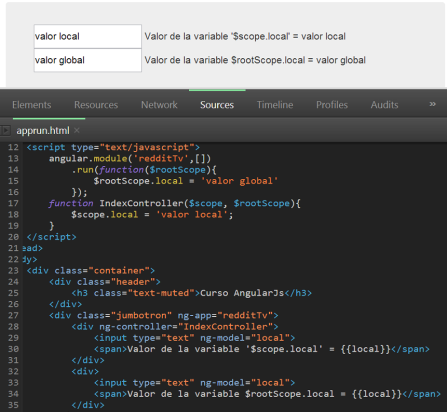 valor local Valor de la variable '$scope.local' = valor local
valor global Valor de la variable $rootScope.local = valor global
Elements Resources Network Sources Timeline Profiles Audits »
apprun.html ×
12 <script type="text/javascript">
13 angular.module('redditTv',[])
14 .run(function($rootScope){
15 $rootScope.local = 'valor global'
16 });
17 function IndexController($scope, $rootScope){
18 $scope.local = 'valor local';
19 }
20 </script>
21 ead>
22 dy>
23 <div class="container">
24 <div class="header">
25 <h3 class="text-muted">Curso AngularJs</h3>
26 </div>
27 <div class="jumbotron" ng-app="redditTv">
28 <div ng-controller="IndexController">
29 <input type="text" ng-model="local">
30 <span>Valor de la variable '$scope.local' = {{local}}</span>
31 </div>
32 <div>
33 <input type="text" ng-model="local">
34 <span>Valor de la variable $rootScope.local = {{local}}</span>
35 </div>